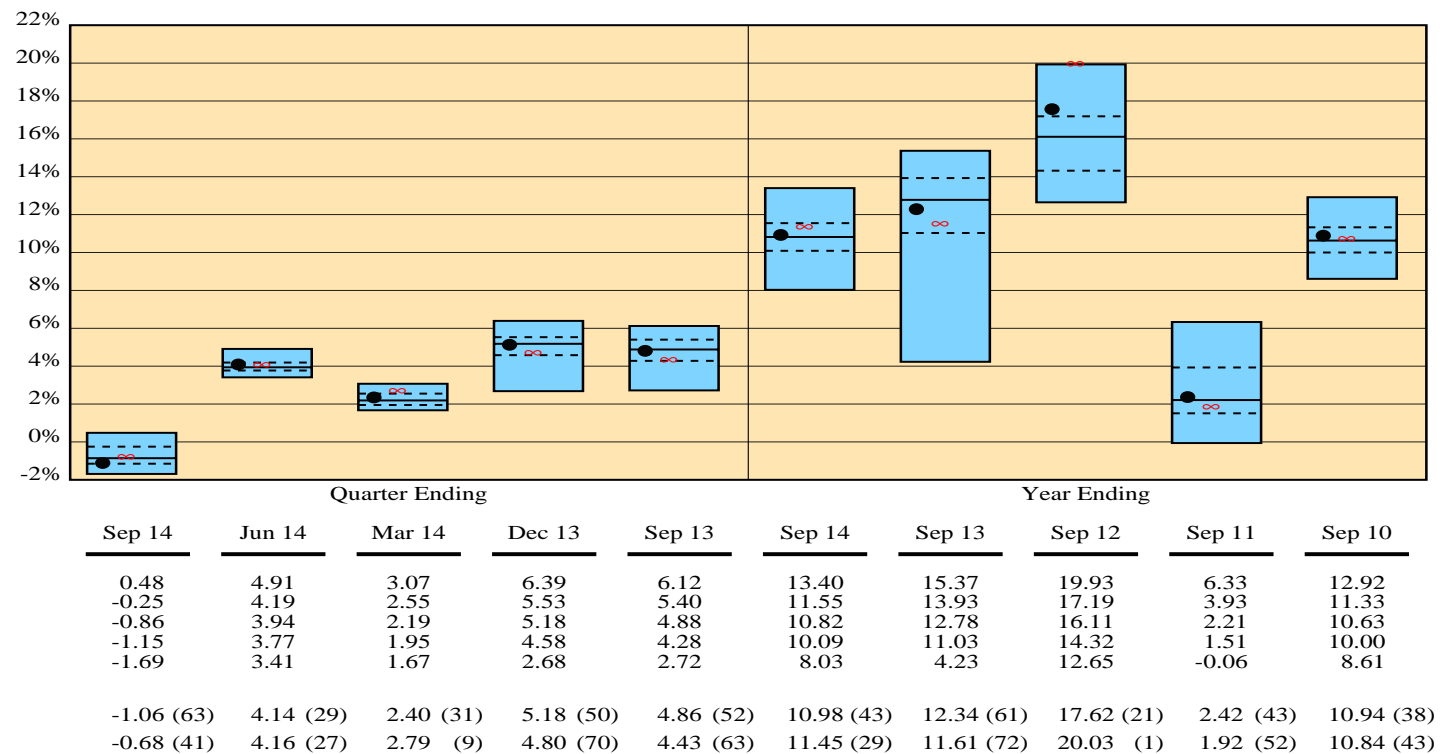 22%
20%
18%
16%
14%
12%
10%
8%
6%
4%
2%
0%
-2%
Quarter Ending Year Ending
Sep 14 Jun 14 Mar 14 Dec 13 Sep 13 Sep 14 Sep 13 Sep 12 Sep 11 Sep 10
0.48 4.91 3.07 6.39 6.12 13.40 15.37 19.93 6.33 12.92
-0.25 4.19 2.55 5.53 5.40 11.55 13.93 17.19 3.93 11.33
-0.86 3.94 2.19 5.18 4.88 10.82 12.78 16.11 2.21 10.63
-1.15 3.77 1.95 4.58 4.28 10.09 11.03 14.32 1.51 10.00
-1.69 3.41 1.67 2.68 2.72 8.03 4.23 12.65 -0.06 8.61
-1.06 (63) 4.14 (29) 2.40 (31) 5.18 (50) 4.86 (52) 10.98 (43) 12.34 (61) 17.62 (21) 2.42 (43) 10.94 (38)
-0.68 (41) 4.16 (27) 2.79 (9) 4.80 (70) 4.43 (63) 11.45 (29) 11.61 (72) 20.03 (1) 1.92 (52) 10.84 (43)